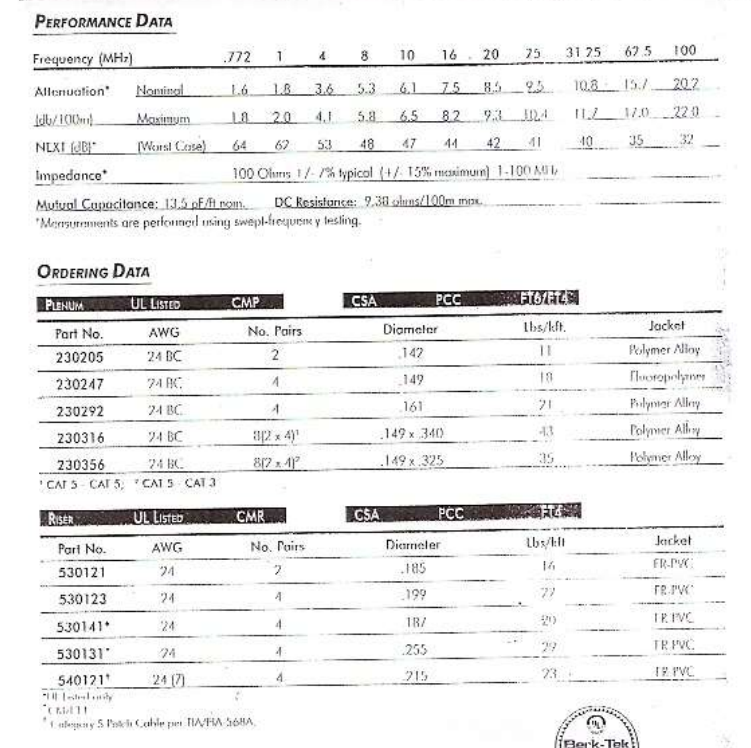 PERFORMANCE DATA
Frequency (MHz) .772 1 4 8 10 16 20 25 31.25 62.5 100
Attenuation* Nominal 1.6 1.8 3.6 5.3 6.1 7.5 8.5 9.5 10.8 15.7 20.2
(db/100m) Maximum 1.8 2.0 4.1 5.8 6.5 8.2 9.3 10.4 11.7 17.0 22.0
NEXT (dB)* (Worst Case) 64 62 53 48 47 44 42 41 40 35 32
Impedance* 100 Ohms +/- 7% typical (+/- 15% maximum) 1-100 MHz
Mutual Capacitance: 13.5 pF/ft nom. DC Resistance: 9.38 ohms/100m max.
*Measurements are performed using swept-frequency testing.
ORDERING DATA
PLENUM UL LISTED CMP CSA PCC FT6/FT4
Part No. AWG No. Pairs Diameter Lbs/kft. Jacket
230205 24 BC 2 .142 11 Polymer Alloy
230247 24 BC 4 .149 18 Fluoropolymer
230292 24 BC 4 .161 21 Polymer Alloy
230316 24 BC 8(2 x 4)¹ .149 x .340 43 Polymer Alloy
230356 24 BC 8(2 x 4)² .149 x .325 35 Polymer Alloy
¹ CAT 5 - CAT 5; ² CAT 5 - CAT 3
RISER UL LISTED CMR CSA PCC FT4
Part No. AWG No. Pairs Diameter Lbs/kft Jacket
530121 24 2 .185 16 FR-PVC
530123 24 4 .199 22 FR-PVC
530141* 24 4 .187 20 FR-PVC
530131⁺ 24 4 .255 29 FR-PVC
540121† 24 (7) 4 .215 23 FR-PVC
*UL Listed only
† Category 5 Patch Cable per TIA/EIA 568A.
Berk-Tek